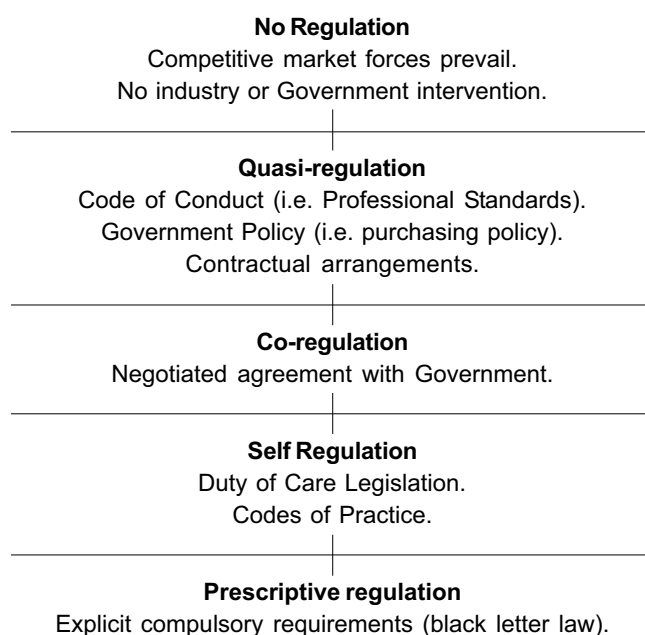 No Regulation
Competitive market forces prevail.
No industry or Government intervention.
Quasi-regulation
Code of Conduct (i.e. Professional Standards).
Government Policy (i.e. purchasing policy).
Contractual arrangements.
Co-regulation
Negotiated agreement with Government.
Self Regulation
Duty of Care Legislation.
Codes of Practice.
Prescriptive regulation
Explicit compulsory requirements (black letter law).